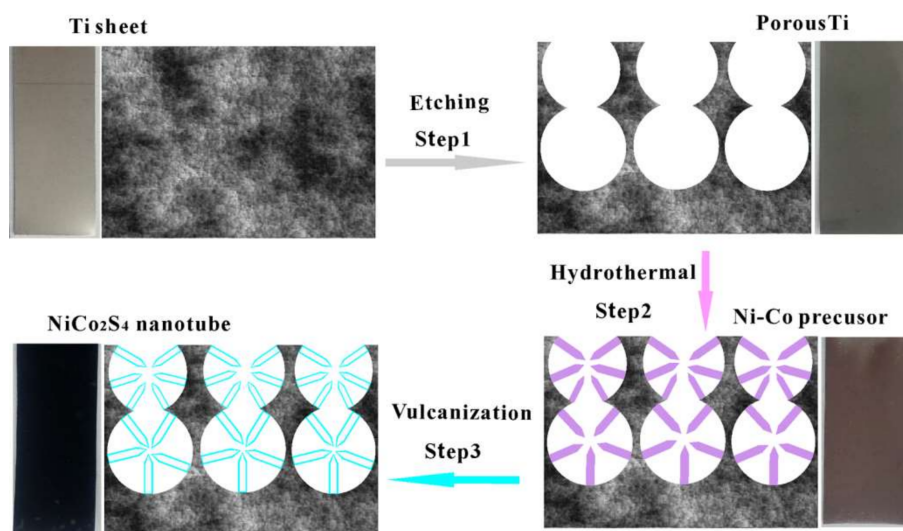 Ti sheet
PorousTi
Etching
Step1
Hydrothermal
Step2
Ni-Co precusor
NiCo₂S₄ nanotube
Vulcanization
Step3